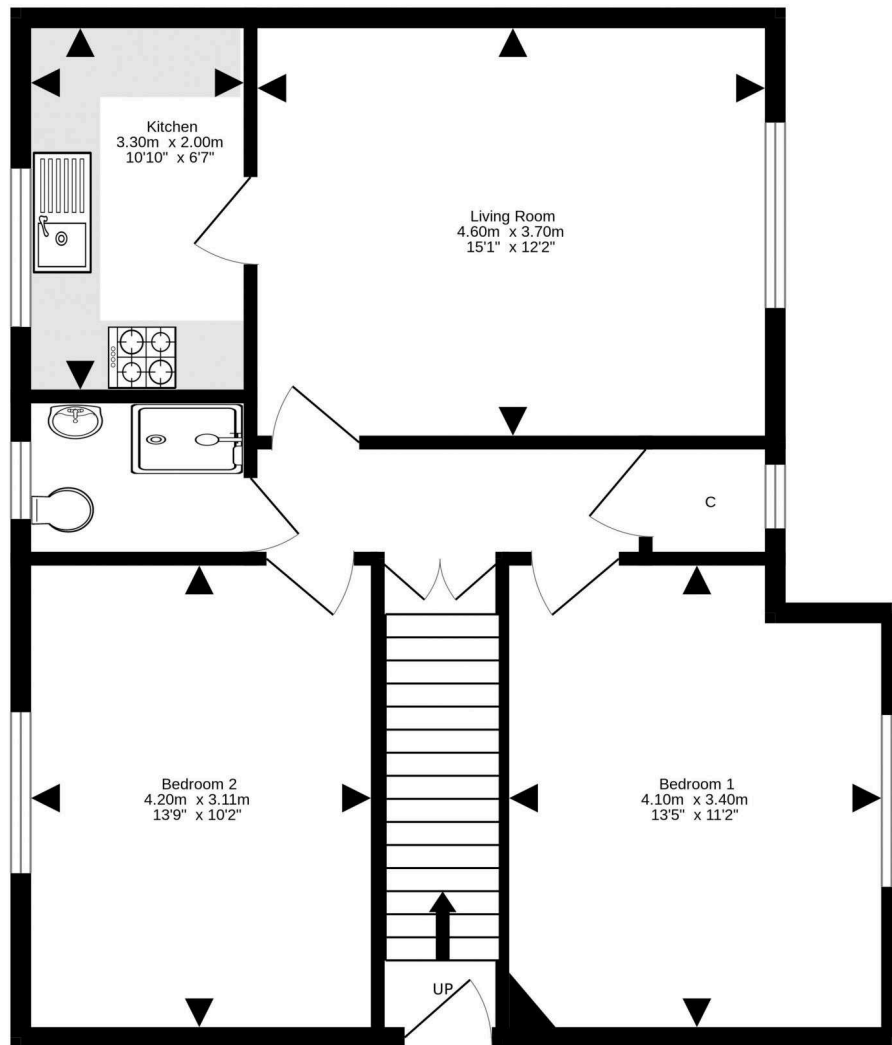 Kitchen
3.30m x 2.00m
10'10" x 6'7"
Living Room
4.60m x 3.70m
15'1" x 12'2"
C
Bedroom 2
4.20m x 3.11m
13'9" x 10'2"
Bedroom 1
4.10m x 3.40m
13'5" x 11'2"
UP